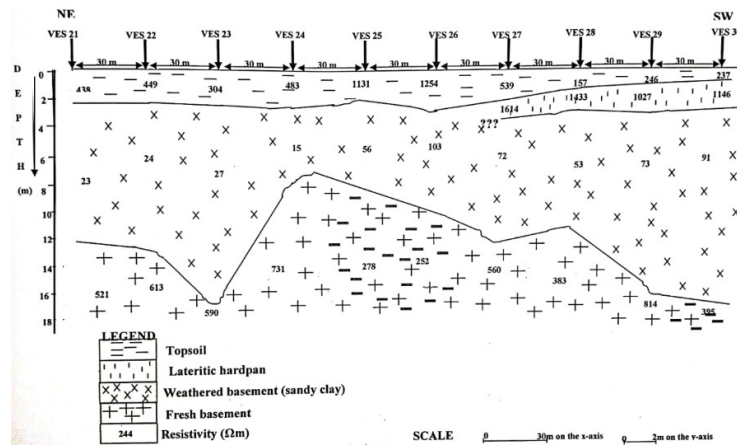 NE SW
VES 21 VES 22 VES 23 VES 24 VES 25 VES 26 VES 27 VES 28 VES 29 VES 3
30 m 30 m 30 m 30 m 30 m 30 m 30 m 30 m 30 m
D E P T H (m)
0
2
4
6
8
10
12
14
16
18
438 449 304 483 1131 1254 539 157 246 237
1614 1433 1027 1146
???
23 24 27 15 56 103 72 53 73 91
521 613 590 731 278 252 560 383 814 395
LEGEND
Topsoil
Lateritic hardpan
Weathered basement (sandy clay)
Fresh basement
244 Resistivity (Ωm)
SCALE 0 30m on the x-axis 0 2m on the y-axis